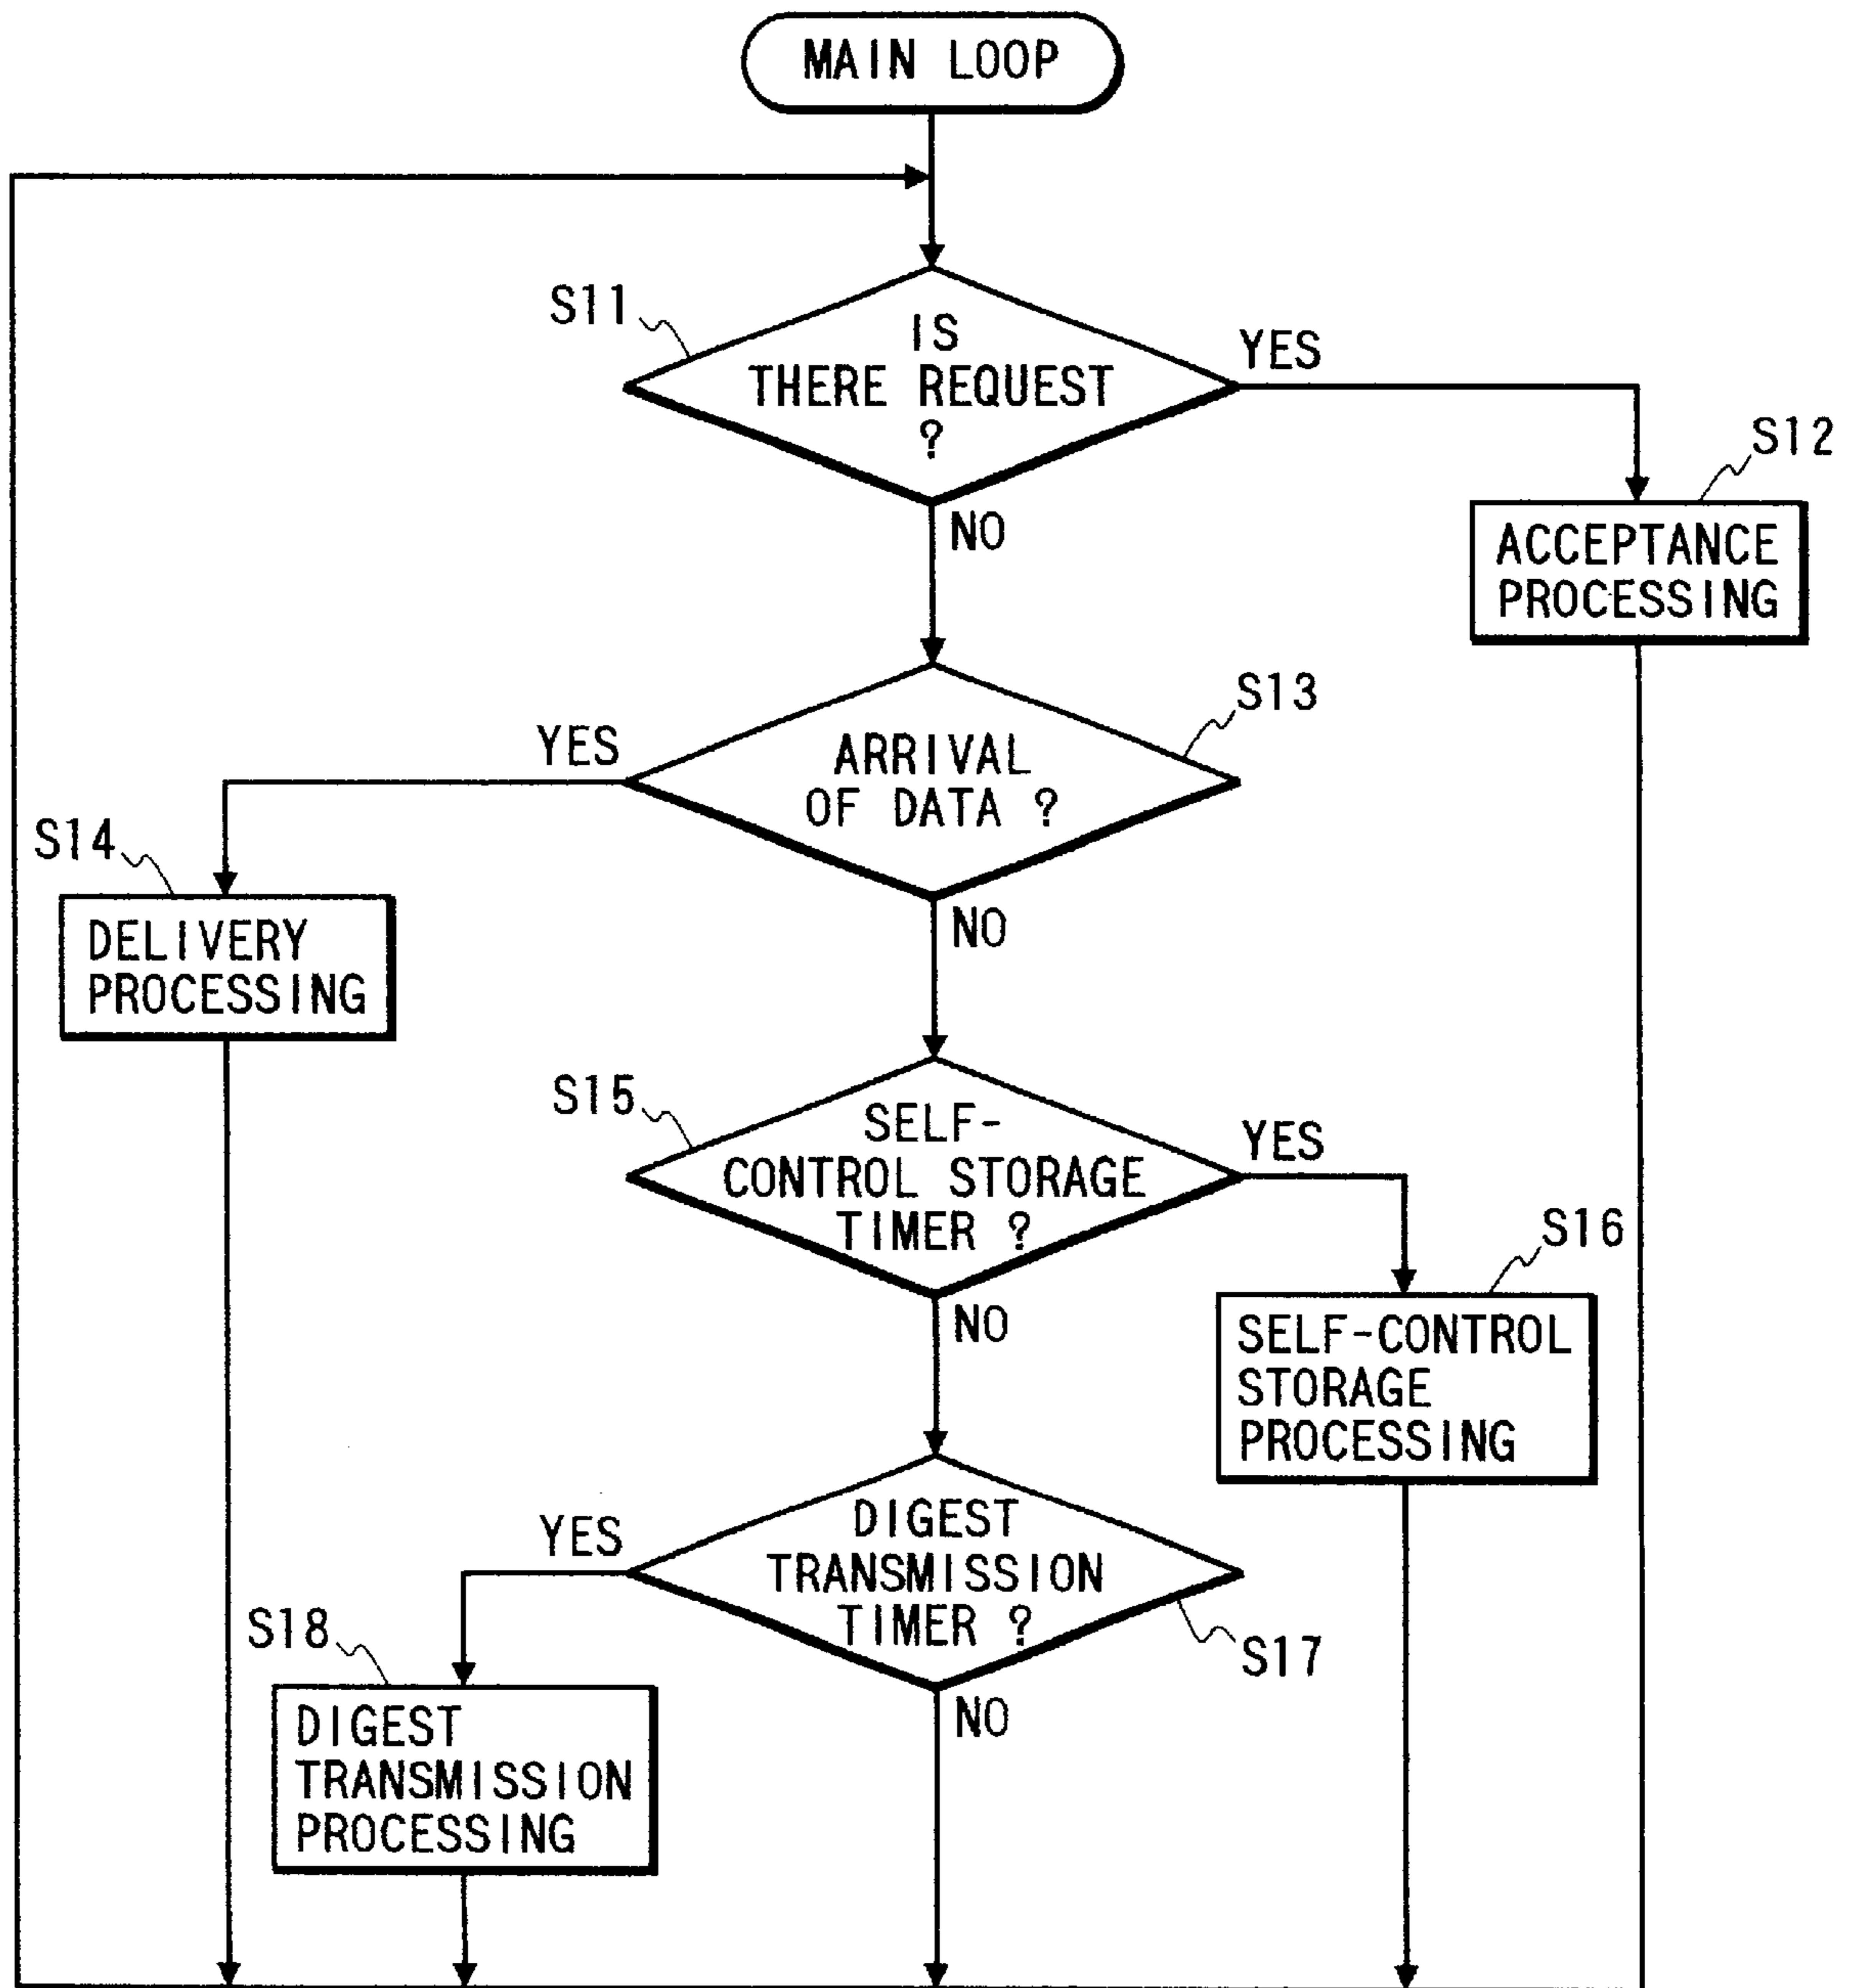 MAIN LOOP
S11
IS
THERE REQUEST
?
YES
NO
S12
ACCEPTANCE
PROCESSING
S13
ARRIVAL
OF DATA ?
YES
NO
S14
DELIVERY
PROCESSING
S15
SELF-
CONTROL STORAGE
TIMER ?
YES
NO
S16
SELF-CONTROL
STORAGE
PROCESSING
DIGEST
TRANSMISSION
TIMER ?
YES
S17
NO
S18
DIGEST
TRANSMISSION
PROCESSING